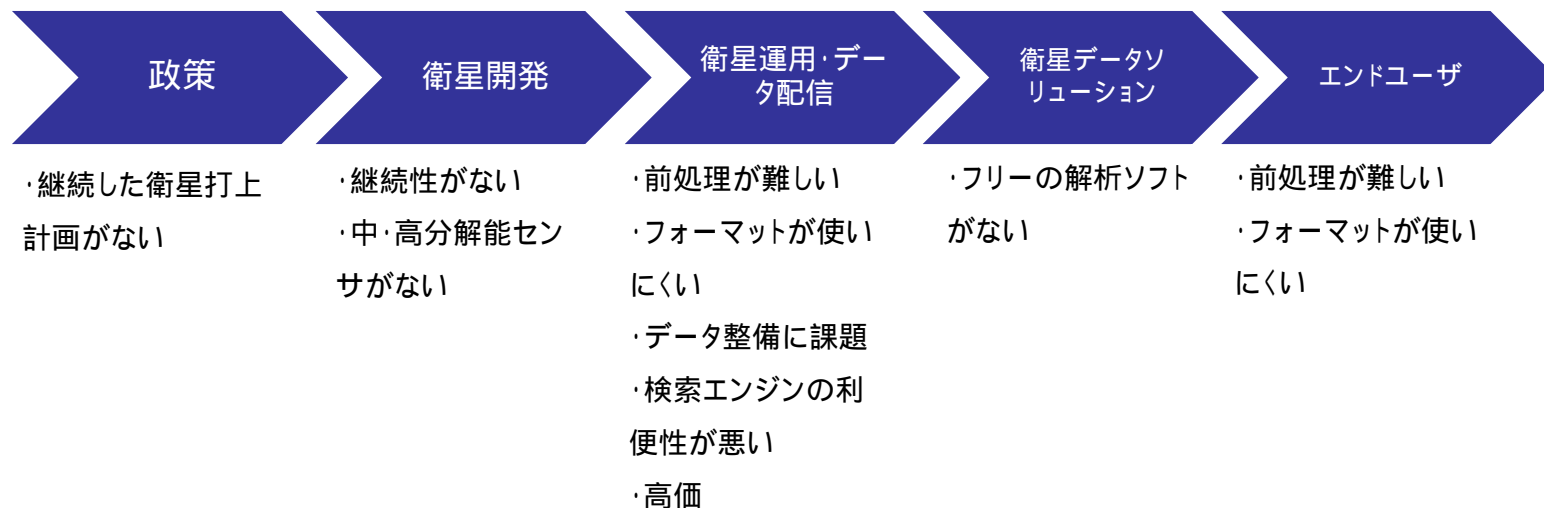 政策
衛星開発
衛星運用・デー
タ配信
衛星データソ
リューション
エンドユーザ
・継続した衛星打上
計画がない
・継続性がない
・中・高分解能セン
サがない
・前処理が難しい
・フォーマットが使い
にくい
・データ整備に課題
・検索エンジンの利
便性が悪い
・高価
・フリーの解析ソフト
がない
・前処理が難しい
・フォーマットが使い
にくい